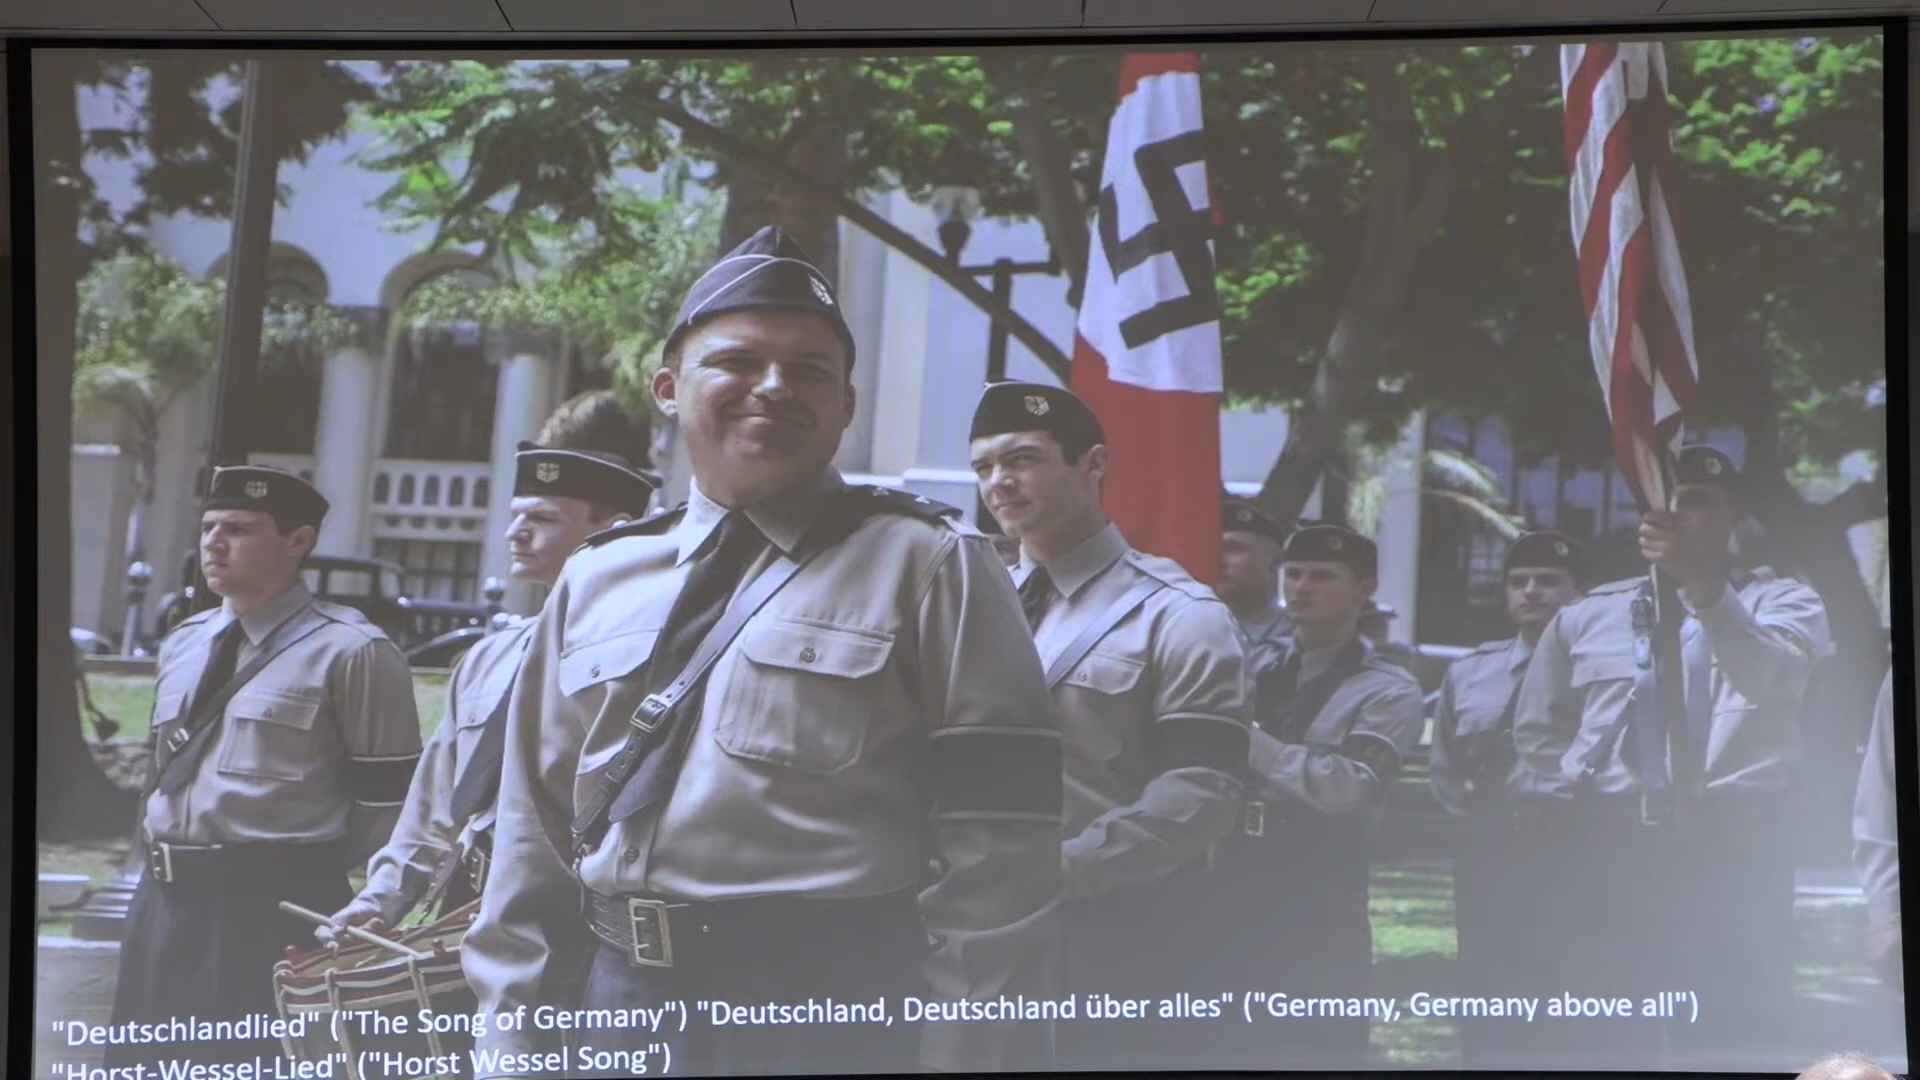 "Deutschlandlied" ("The Song of Germany") "Deutschland, Deutschland über alles" ("Germany, Germany above all")
"Horst-Wessel-Lied" ("Horst Wessel Song")